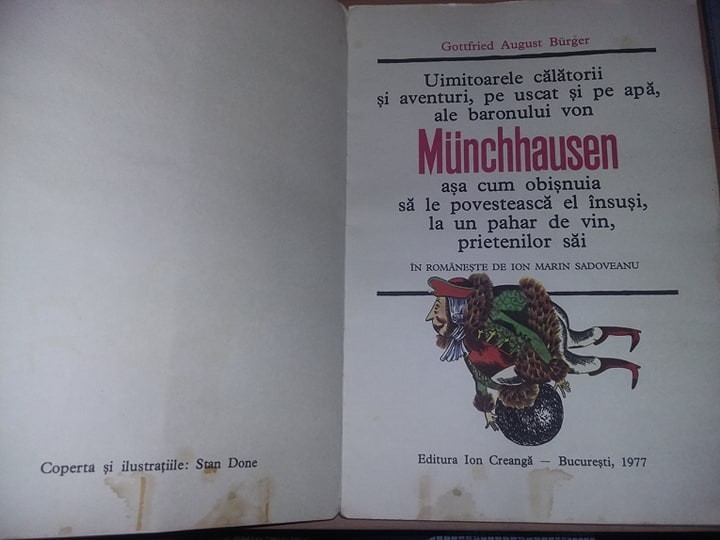 Coperta și ilustrațiile: Stan Done
Gottfried August Bürger
Uimitoarele călătorii
și aventuri, pe uscat și pe apă,
ale baronului von
Münchhausen
așa cum obișnuia
să le povestească el însuși,
la un pahar de vin,
prietenilor săi
ÎN ROMÂNEȘTE DE ION MARIN SADOVEANU
Editura Ion Creangă — București, 1977